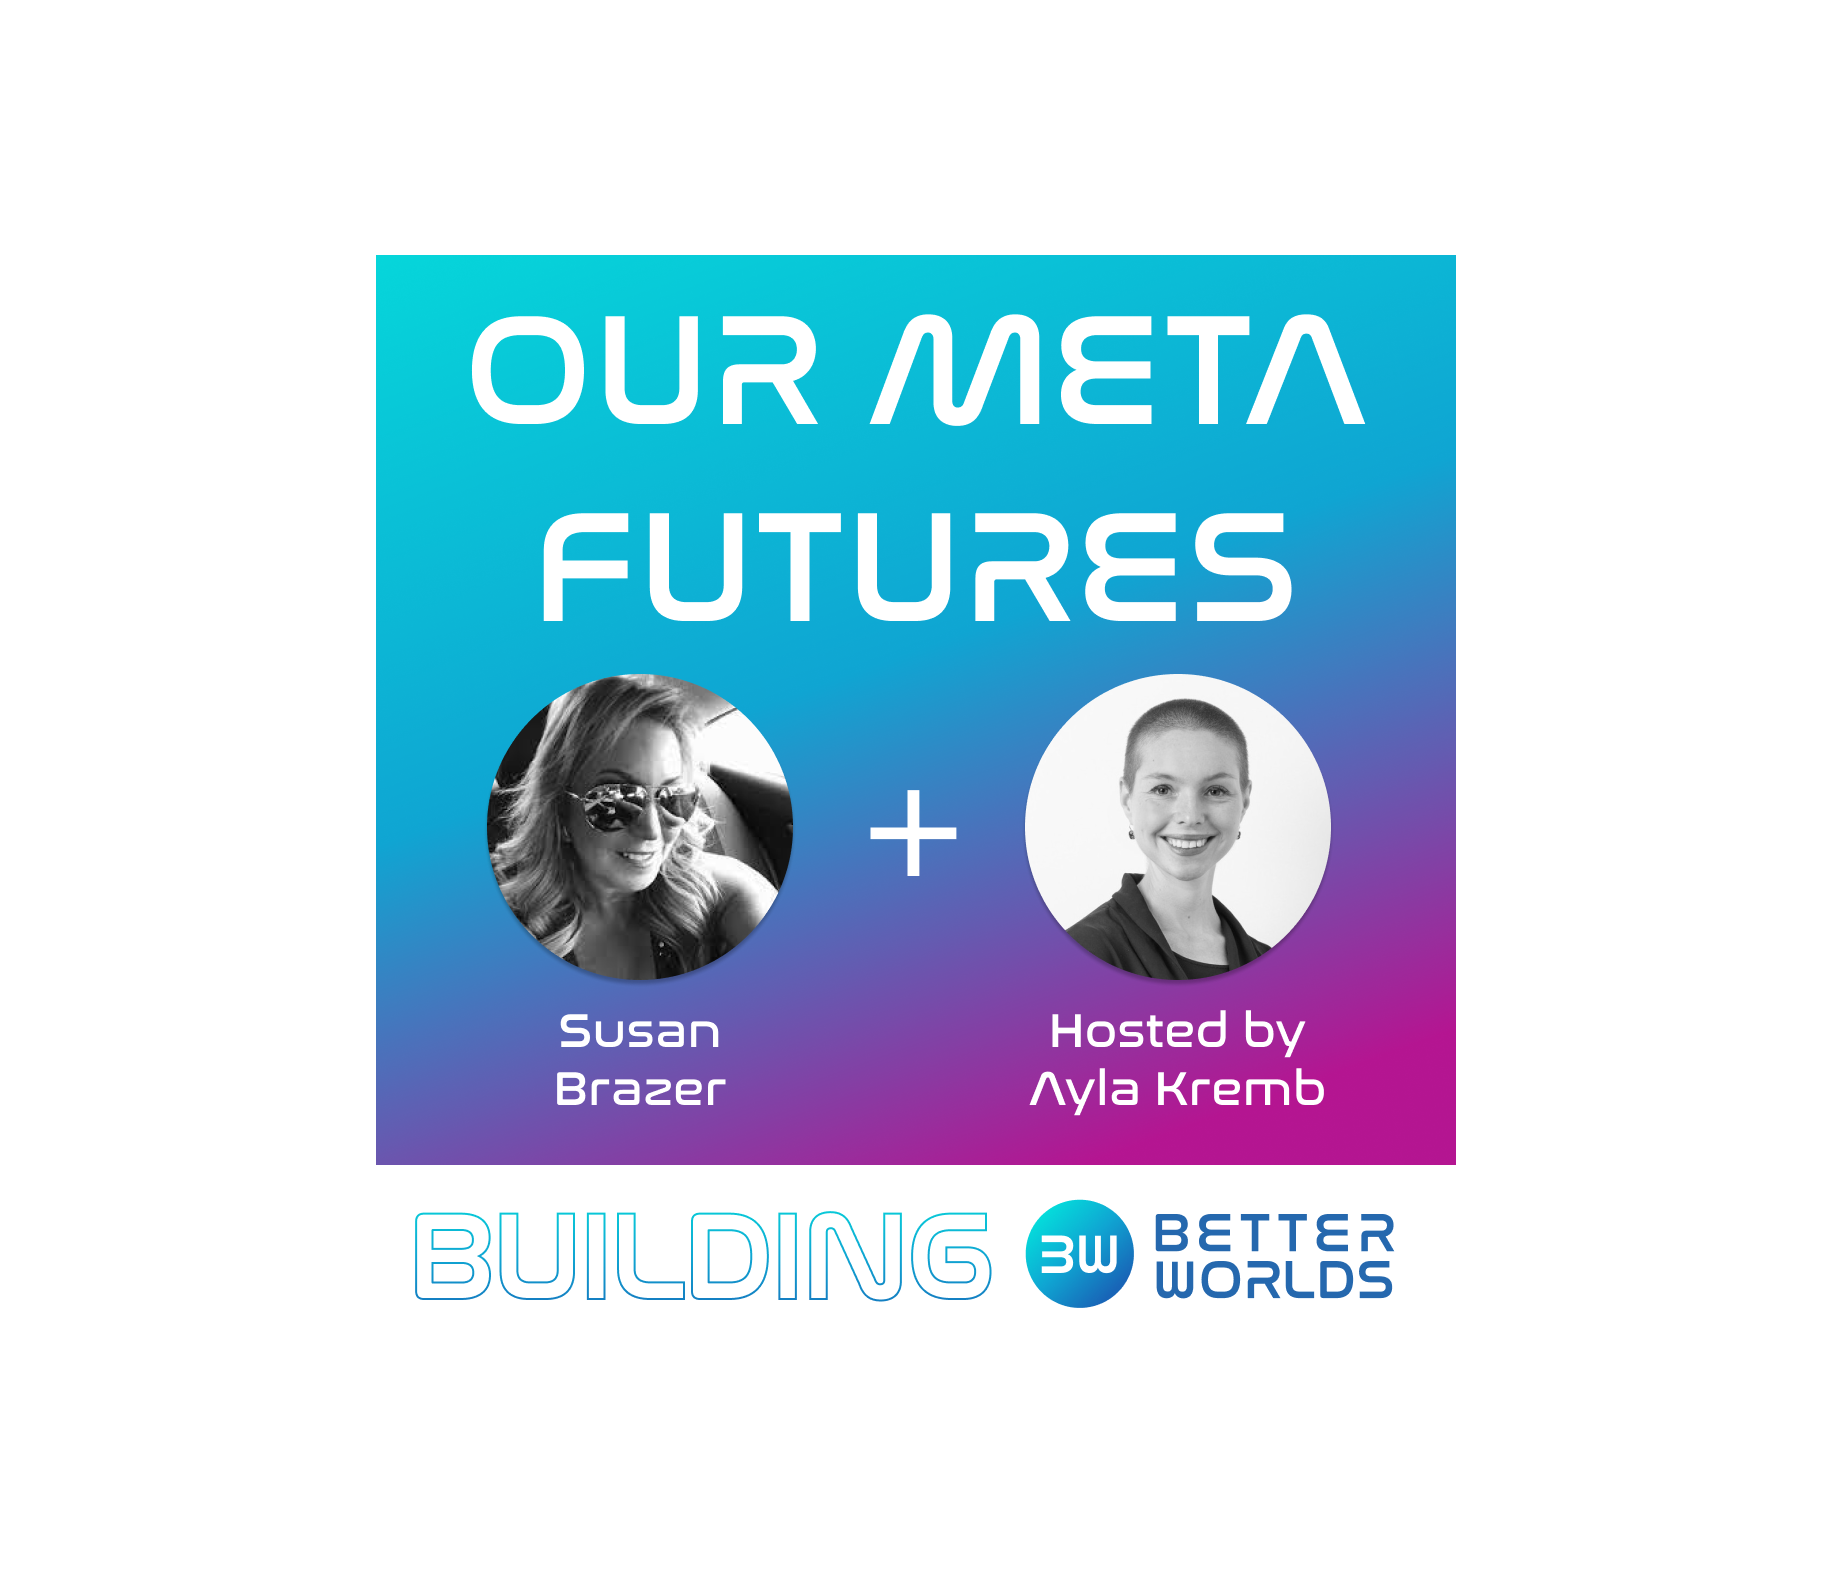 OUR META
FUTURES
+
Susan
Brazer
Hosted by
Ayla Kremb
BUILDING
BW
BETTER
WORLDS